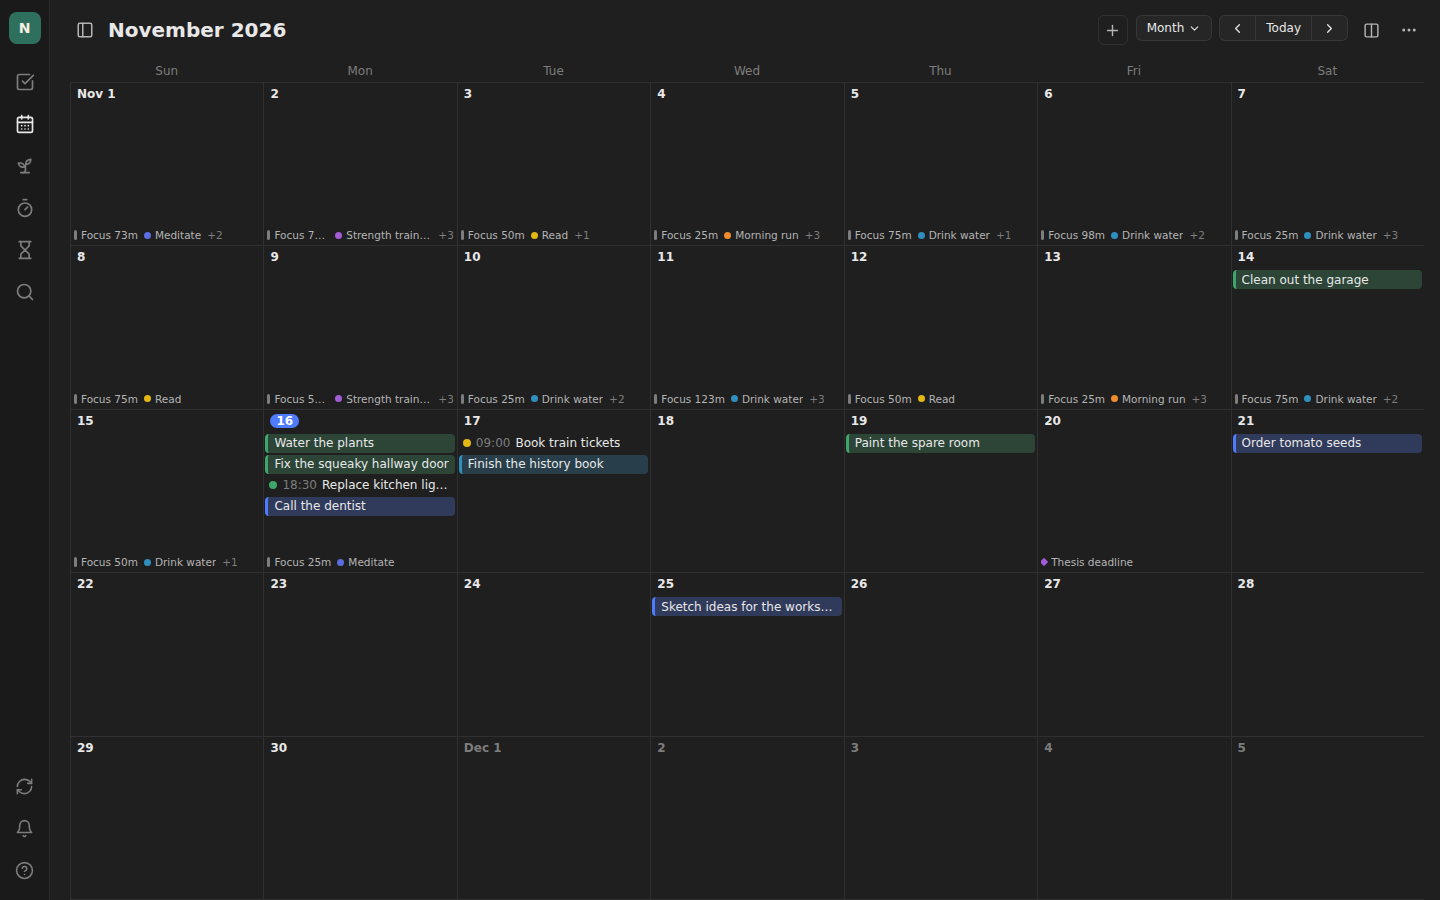 N
November 2026
Month
Today
Sun Mon Tue Wed Thu Fri Sat
Nov 1 2 3 4 5 6 7
Focus 73m Meditate +2
Focus 7… Strength train… +3
Focus 50m Read +1
Focus 25m Morning run +3
Focus 75m Drink water +1
Focus 98m Drink water +2
Focus 25m Drink water +3
8 9 10 11 12 13 14
Clean out the garage
Focus 75m Read
Focus 5… Strength train… +3
Focus 25m Drink water +2
Focus 123m Drink water +3
Focus 50m Read
Focus 25m Morning run +3
Focus 75m Drink water +2
15 16 17 18 19 20 21
Water the plants
Fix the squeaky hallway door
18:30 Replace kitchen lig…
Call the dentist
09:00 Book train tickets
Finish the history book
Paint the spare room
Order tomato seeds
Focus 50m Drink water +1
Focus 25m Meditate
Thesis deadline
22 23 24 25 26 27 28
Sketch ideas for the works…
29 30 Dec 1 2 3 4 5